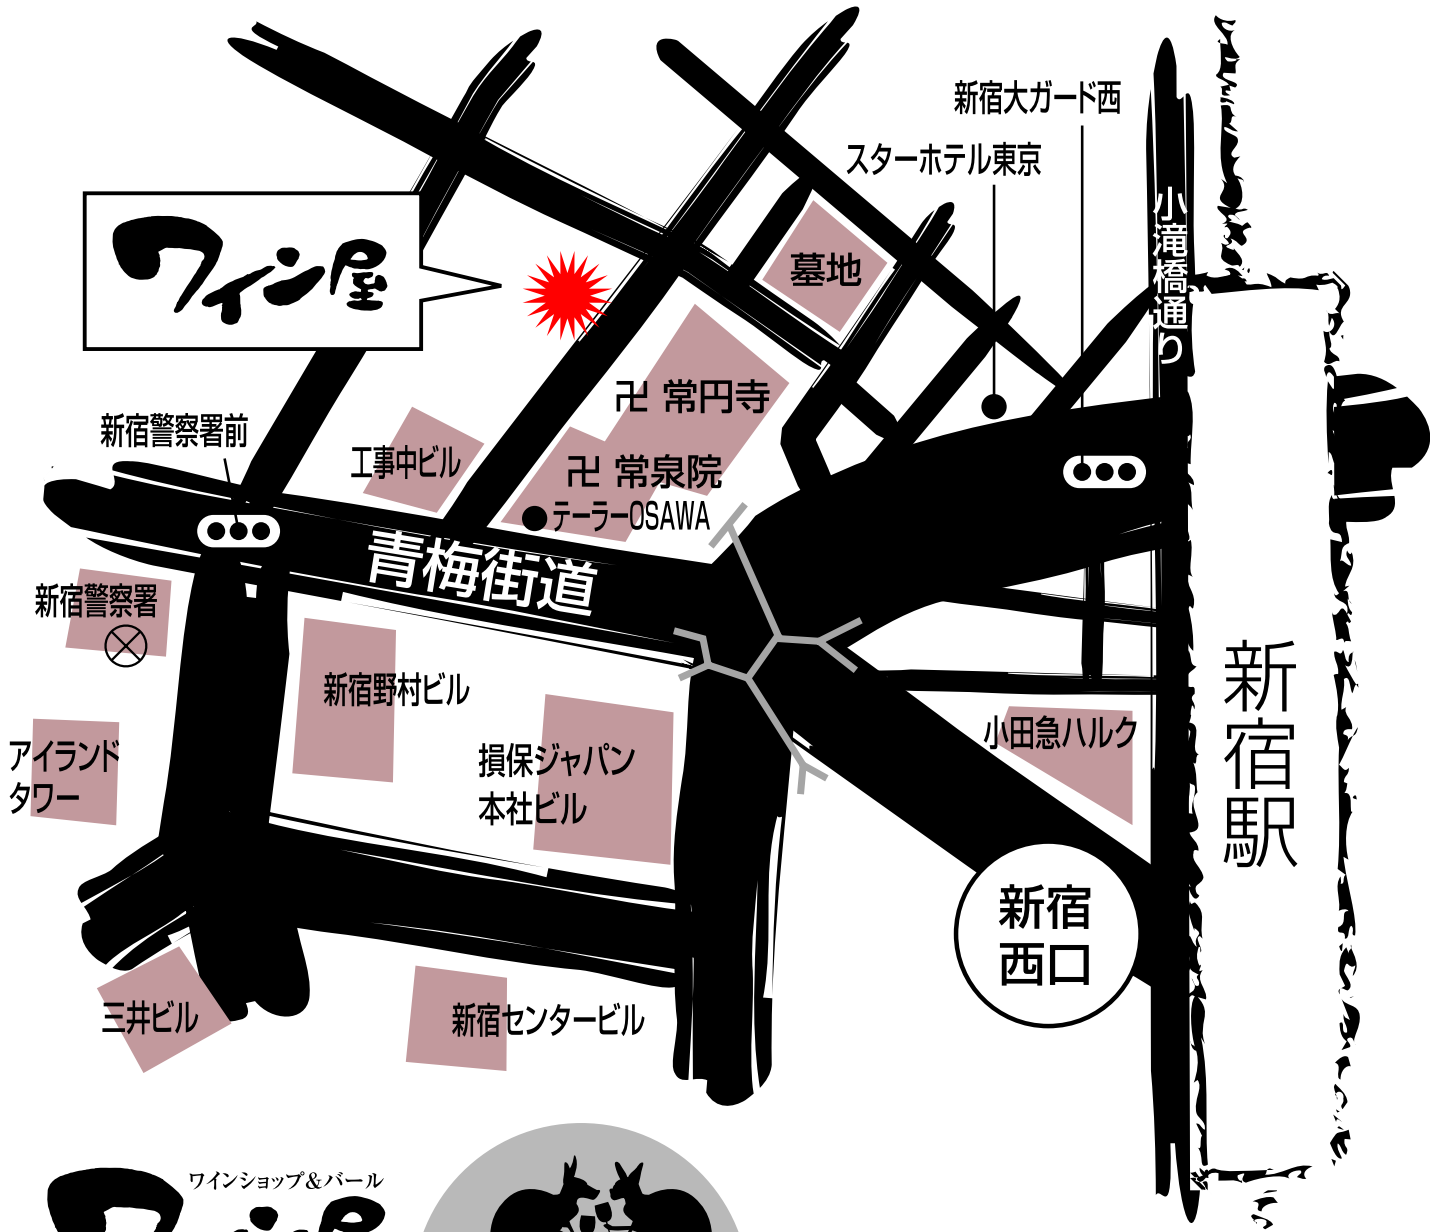 新宿大ガード西
スターホテル東京
小滝橋通り
ワイン屋
墓地
卍 常円寺
新宿警察署前
工事中ビル
卍 常泉院
テーラーOSAWA
青梅街道
新宿警察署
新宿野村ビル
小田急ハルク
アイランド
タワー
損保ジャパン
本社ビル
新宿駅
新宿
西口
三井ビル
新宿センタービル
ワインショップ&バール
ワイン屋